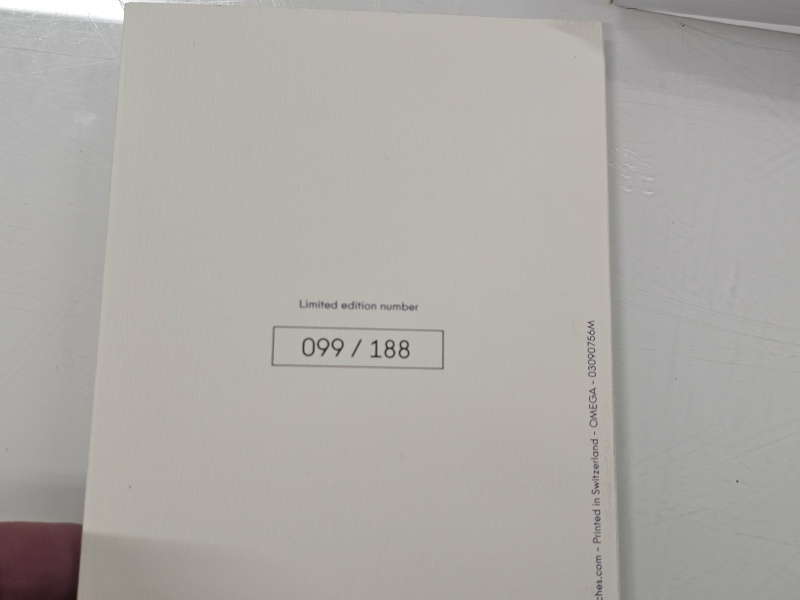 Limited edition number
099 / 188
ches.com - Printed in Switzerland - OMEGA - 03090756M